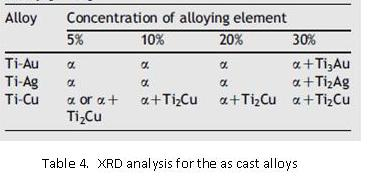 Alloy Concentration of alloying element
5% 10% 20% 30%
Ti-Au α α α α+Ti₃Au
Ti-Ag α α α α+Ti₂Ag
Ti-Cu α or α+ α+Ti₂Cu α+Ti₂Cu α+Ti₂Cu
Ti₂Cu
Table 4. XRD analysis for the as cast alloys